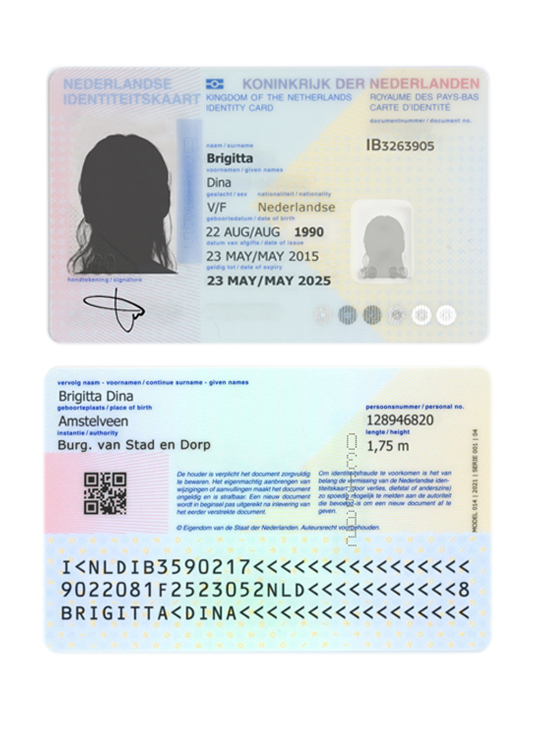 NEDERLANDSE
IDENTITEITSKAART
KONINKRIJK DER NEDERLANDEN
KINGDOM OF THE NETHERLANDS
IDENTITY CARD
ROYAUME DES PAYS-BAS
CARTE D'IDENTITÉ
documentnummer / document no.
IB3263905
naam / surname
Brigitta
voornamen / given names
Dina
geslacht / sex nationaliteit / nationality
V/F Nederlandse
geboortedatum / date of birth
22 AUG/AUG 1990
datum van afgifte / date of issue
23 MAY/MAY 2015
geldig tot / date of expiry
23 MAY/MAY 2025
handtekening / signature
vervolg naam - voornamen / continue surname - given names
Brigitta Dina
geboorteplaats / place of birth
Amstelveen
instantie / authority
Burg. van Stad en Dorp
persoonsnummer / personal no.
128946820
lengte / height
1,75 m
De houder is verplicht het document zorgvuldig
te bewaren. Het eigenmachtig aanbrengen van
wijzigingen of aanvullingen maakt het document
ongeldig en is strafbaar. Een nieuw document
wordt in beginsel pas uitgereikt na inlevering van
het eerder verstrekte document.
Om identiteitsfraude te voorkomen is het van
belang de vermissing van de Nederlandse iden-
titeitskaart (door verlies, diefstal of anderszins)
zo spoedig mogelijk te melden aan de autoriteit
die bevoegd is om een nieuw document af te
geven.
© Eigendom van de Staat der Nederlanden. Auteursrecht voorbehouden.
MODEL 014 | 2021 | SERIE 001 | 04
I<NLDIB3590217<<<<<<<<<<<<<<<
9022081F2523052NLD<<<<<<<<<<<8
BRIGITTA<DINA<<<<<<<<<<<<<<<<<